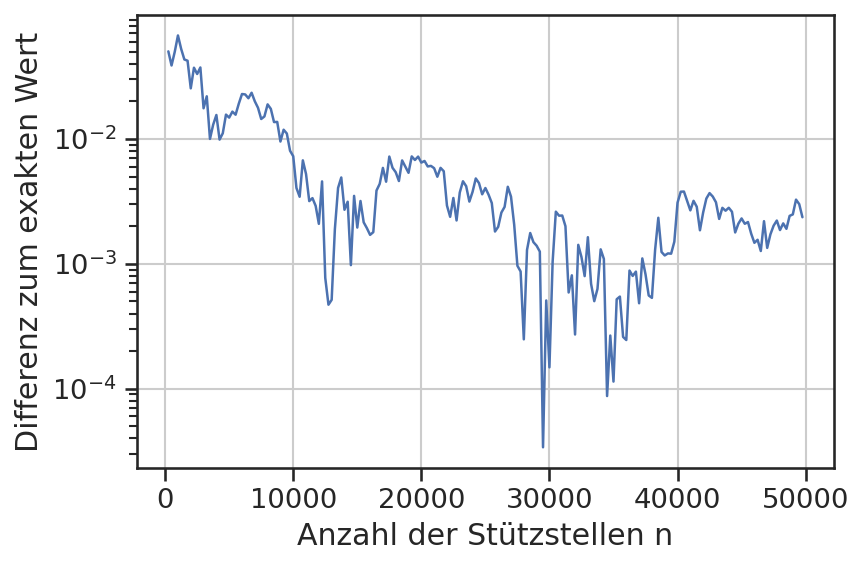 Differenz zum exakten Wert
10⁻²
10⁻³
10⁻⁴
0 10000 20000 30000 40000 50000
Anzahl der Stützstellen n